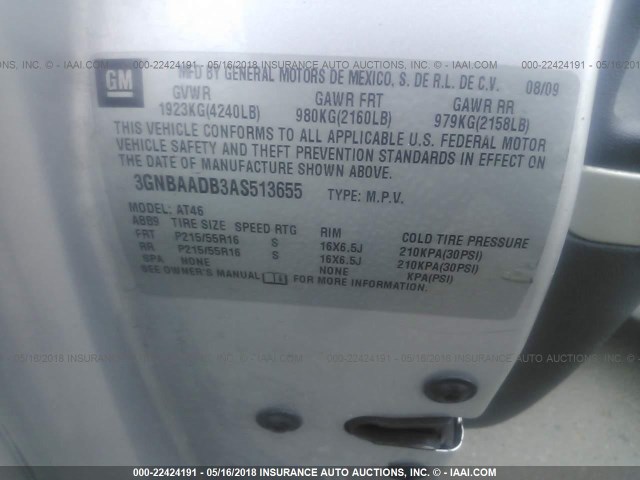 000-22424191 - 05/16/2018 INSURANCE AUTO AUCTIONS, INC. - © IAAI.COM
GM
MFD BY GENERAL MOTORS DE MEXICO, S. DE R.L. DE C.V. 08/09
GVWR GAWR FRT GAWR RR
1923KG(4240LB) 980KG(2160LB) 979KG(2158LB)
THIS VEHICLE CONFORMS TO ALL APPLICABLE U.S. FEDERAL MOTOR
VEHICLE SAFETY AND THEFT PREVENTION STANDARDS IN EFFECT ON
THE DATE OF MANUFACTURE SHOWN ABOVE.
3GNBAADB3AS513655 TYPE: M.P.V.
MODEL: AT46
ABB9 TIRE SIZE SPEED RTG RIM COLD TIRE PRESSURE
FRT P215/55R16 S 16X6.5J 210KPA(30PSI)
RR P215/55R16 S 16X6.5J 210KPA(30PSI)
SPA NONE NONE KPA(PSI)
SEE OWNER'S MANUAL FOR MORE INFORMATION.
000-22424191 - 05/16/2018 INSURANCE AUTO AUCTIONS, INC. - © IAAI.COM
000-22424191 - 05/16/2018 INSURANCE AUTO AUCTIONS, INC. - © IAAI.COM